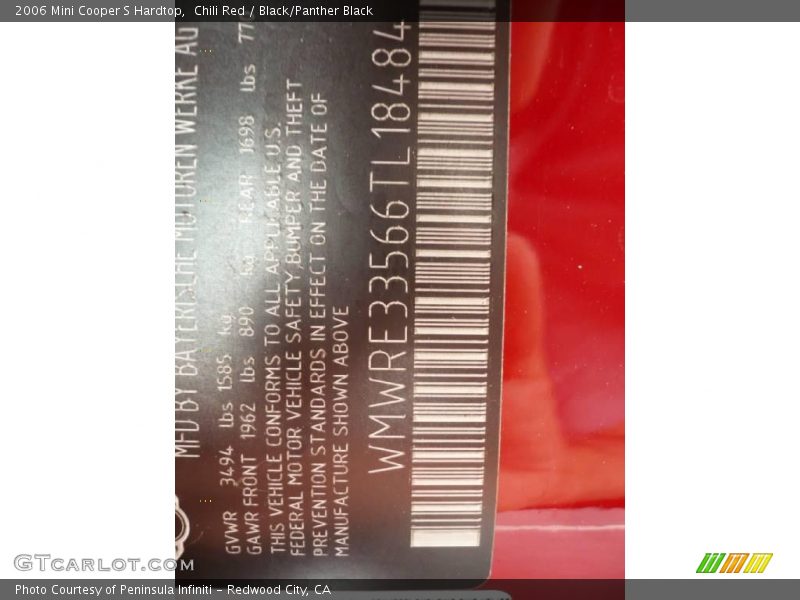 2006 Mini Cooper S Hardtop, Chili Red / Black/Panther Black
MFD BY BAYERISCHE MOTOREN WERKE AG
GVWR 3494 lbs 1585 kg
GAWR FRONT 1962 lbs 890 kg REAR 1698 lbs 77
THIS VEHICLE CONFORMS TO ALL APPLICABLE U.S.
FEDERAL MOTOR VEHICLE SAFETY,BUMPER AND THEFT
PREVENTION STANDARDS IN EFFECT ON THE DATE OF
MANUFACTURE SHOWN ABOVE
WMWRE33566TL18484
GTCARLOT.COM
Photo Courtesy of Peninsula Infiniti - Redwood City, CA